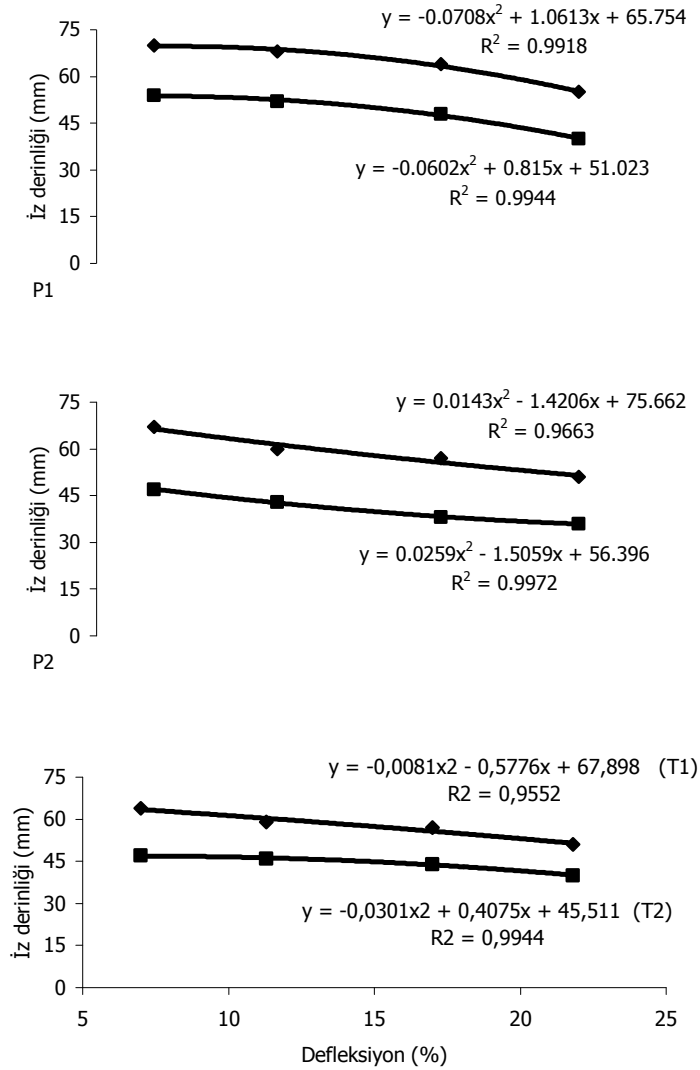 y = -0.0708x² + 1.0613x + 65.754
R² = 0.9918
75
60
45
30
15
0
İz derinliği (mm)
y = -0.0602x² + 0.815x + 51.023
R² = 0.9944
P1
y = 0.0143x² - 1.4206x + 75.662
R² = 0.9663
75
60
45
30
15
0
İz derinliği (mm)
y = 0.0259x² - 1.5059x + 56.396
R² = 0.9972
P2
y = -0,0081x2 - 0,5776x + 67,898 (T1)
R2 = 0,9552
75
60
45
30
15
0
İz derinliği (mm)
y = -0,0301x2 + 0,4075x + 45,511 (T2)
R2 = 0,9944
5 10 15 20 25
Defleksiyon (%)